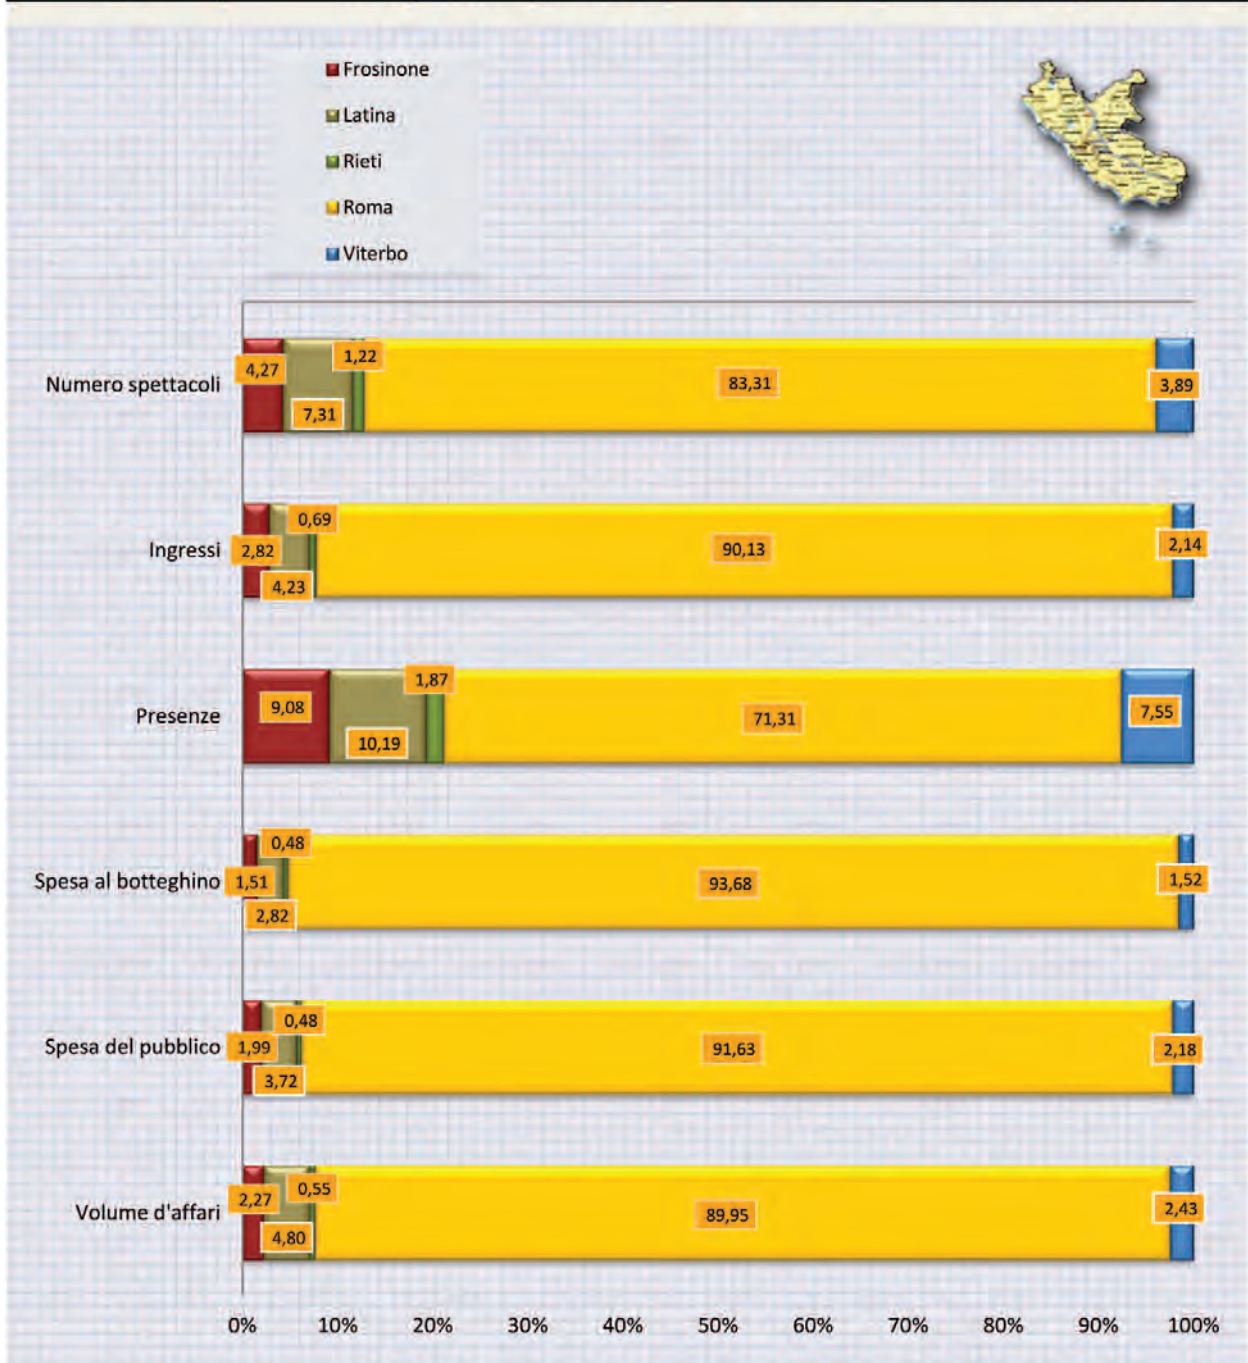 Frosinone
Latina
Rieti
Roma
Viterbo
Numero spettacoli
4,27
7,31
1,22
83,31
3,89
Ingressi
2,82
4,23
0,69
90,13
2,14
Presenze
9,08
10,19
1,87
71,31
7,55
Spesa al botteghino
1,51
2,82
0,48
93,68
1,52
Spesa del pubblico
1,99
3,72
0,48
91,63
2,18
Volume d'affari
2,27
4,80
0,55
89,95
2,43
0% 10% 20% 30% 40% 50% 60% 70% 80% 90% 100%